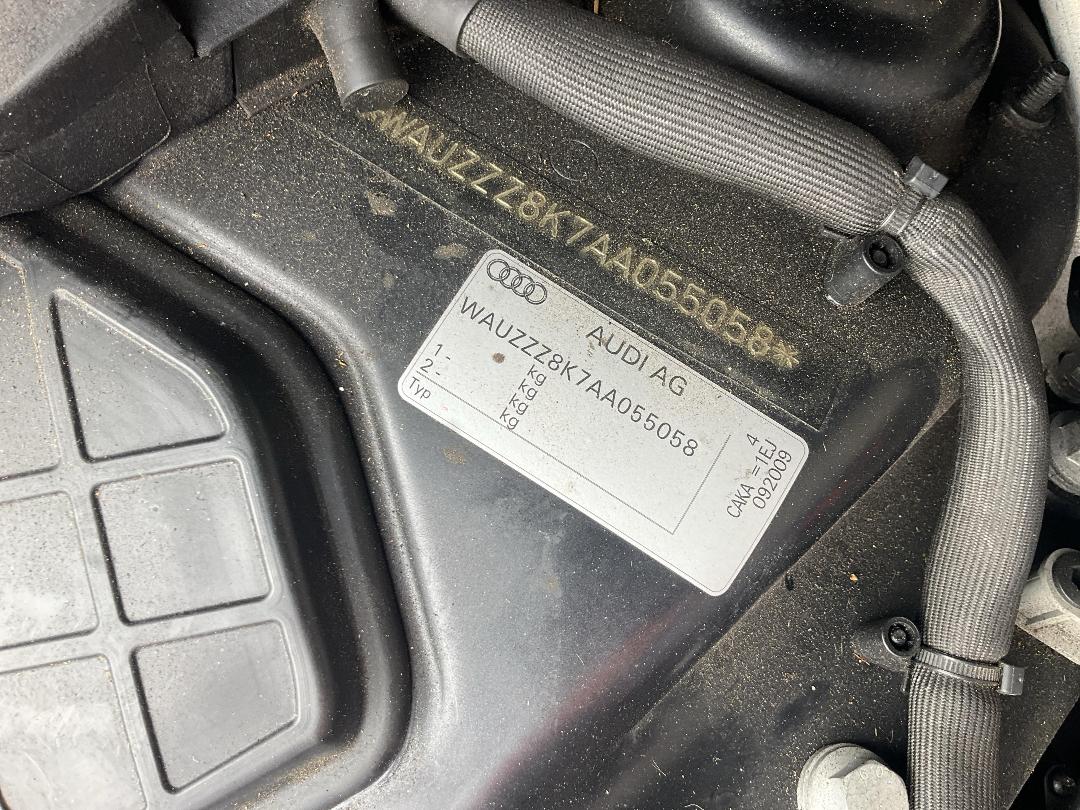 *WAUZZZ8K7AA055058*
AUDI AG
WAUZZZ8K7AA055058
1- kg
2- kg
kg
kg
Typ
4
CAKA =1EJ
092009